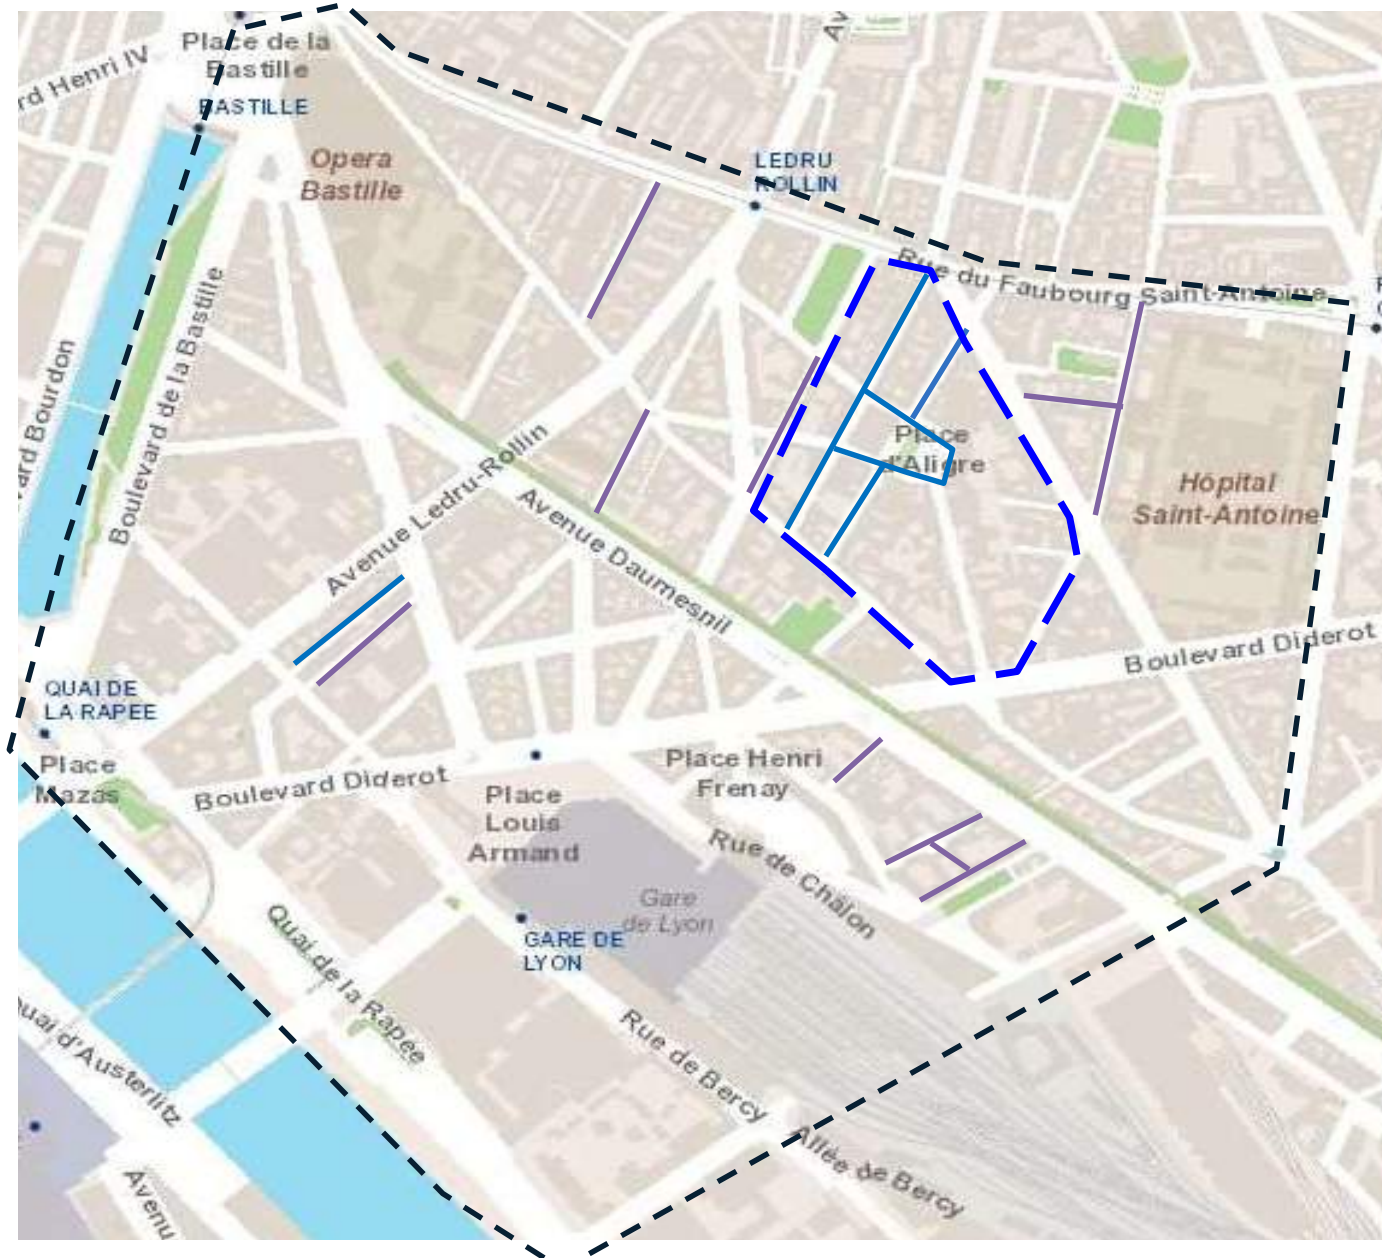 Place de la
Bastille
rd Henri IV
BASTILLE
Opera
Bastille
Av
LEDRU
ROLLIN
Rue du Faubourg Saint-Antoine
Boulevard de la Bastille
vard Bourdon
Avenue Ledru-Rollin
Avenue Daumesnil
Place
d'Aligre
Hôpital
Saint-Antoine
Boulevard Diderot
QUAI DE
LA RAPEE
Place
Mazas
Boulevard Diderot
Place
Louis
Armand
Place Henri
Frenay
Rue de Châlon
Gare
de Lyon
GARE DE
LYON
Quai de la Rapée
Quai d'Austerlitz
Rue de Bercy
Allée de Bercy
Avenu